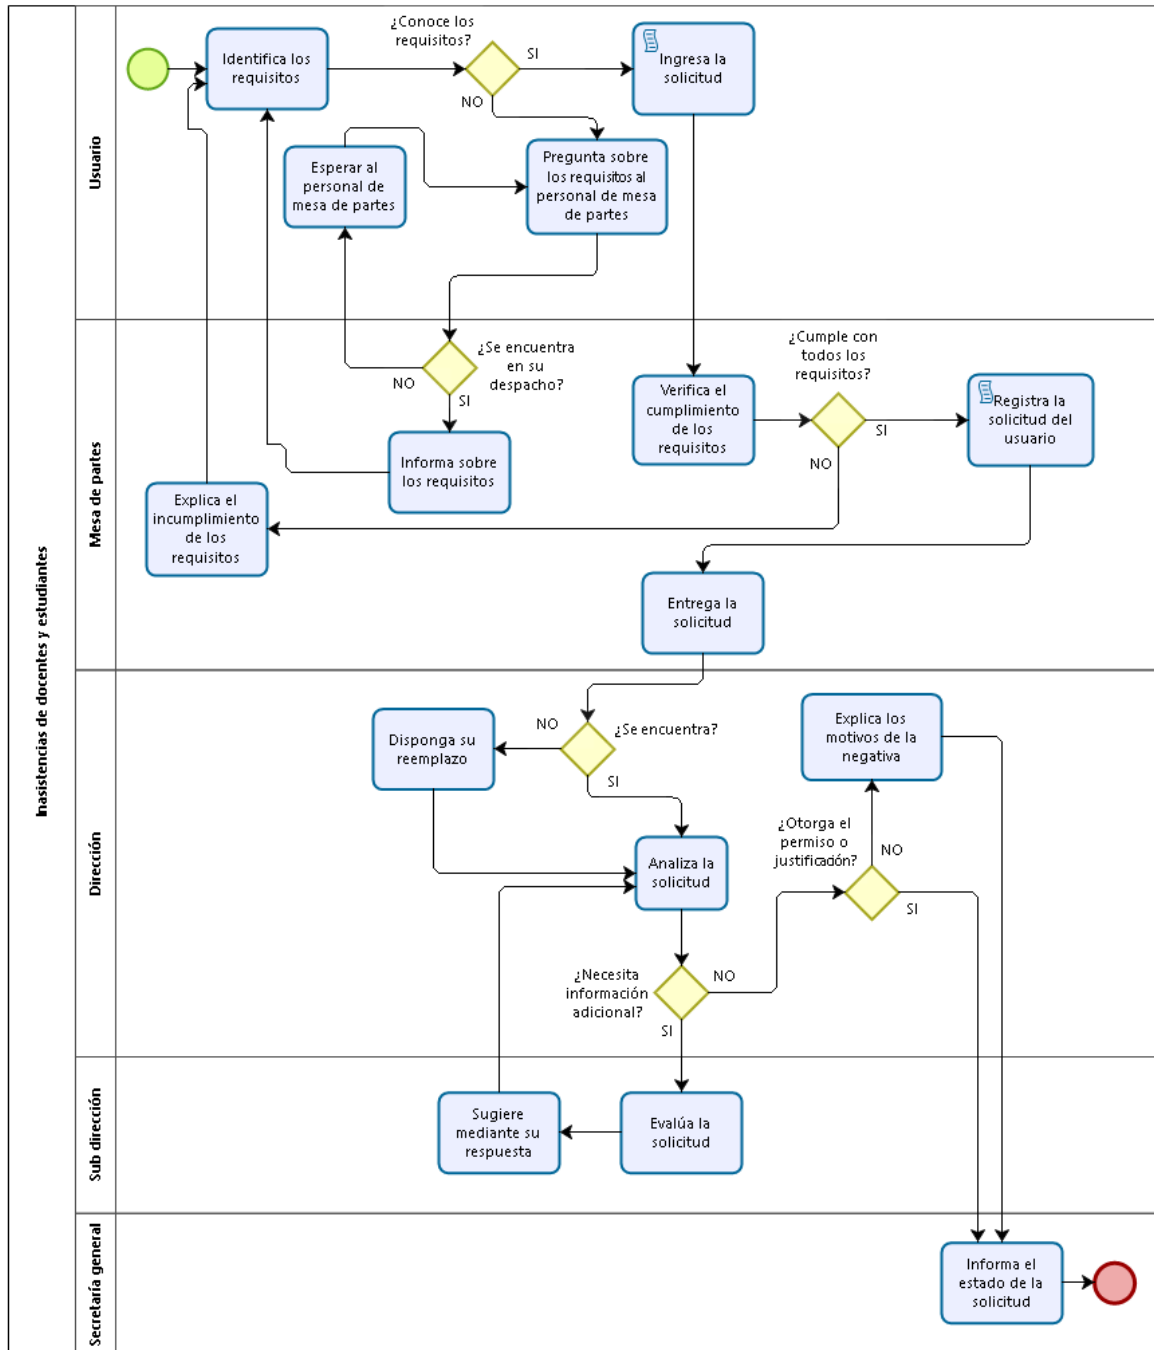 Inasistencias de docentes y estudiantes
Usuario
Identifica los
requisitos
¿Conoce los
requisitos?
SI
NO
Ingresa la
solicitud
Esperar al
personal de
mesa de partes
Pregunta sobre
los requisitos al
personal de mesa
de partes
Mesa de partes
¿Se encuentra
en su
despacho?
NO
SI
Informa sobre
los requisitos
Explica el
incumplimiento
de los
requisitos
Verifica el
cumplimiento
de los
requisitos
¿Cumple con
todos los
requisitos?
SI
NO
Registra la
solicitud del
usuario
Entrega la
solicitud
Dirección
¿Se encuentra?
NO
SI
Disponga su
reemplazo
Analiza la
solicitud
¿Necesita
información
adicional?
NO
SI
¿Otorga el
permiso o
justificación?
NO
SI
Explica los
motivos de la
negativa
Sub dirección
Sugiere
mediante su
respuesta
Evalúa la
solicitud
Secretaría general
Informa el
estado de la
solicitud